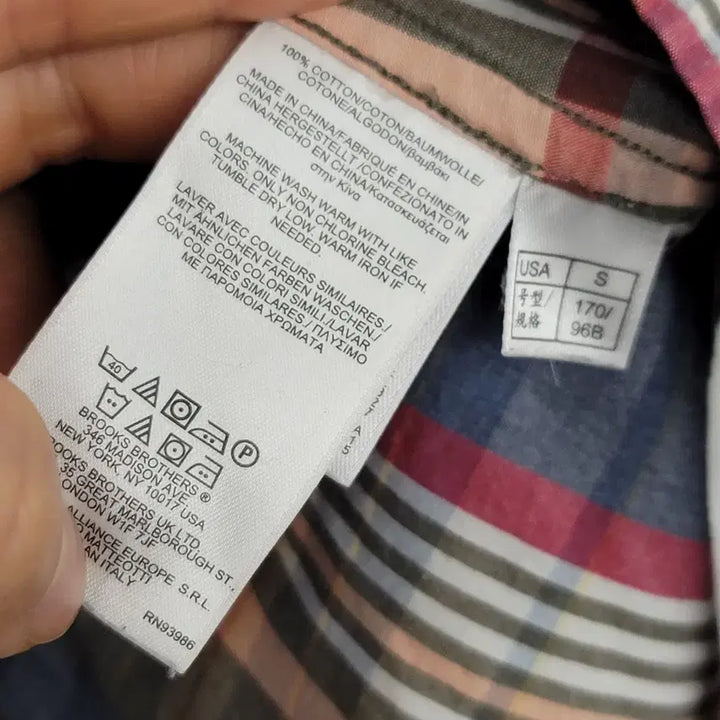 100% COTTON/COTON/BAUMWOLLE/
COTONE/ALGODON/βαμβάκι
MADE IN CHINA/FABRIQUÉ EN CHINE/IN
CHINA HERGESTELLT/CONFEZIONATO IN
CINA/HECHO EN CHINA/Κατασκευάζεται
στην Κίνα
MACHINE WASH WARM WITH LIKE
COLORS, ONLY NON CHLORINE BLEACH,
TUMBLE DRY LOW. WARM IRON IF
NEEDED.
LAVER AVEC COULEURS SIMILAIRES/
MIT ÄHNLICHEN FARBEN WASCHEN/
LAVARE CON COLORI SIMILI/LAVAR
CON COLORES SIMILARES / ΠΛΥΣΙΜΟ
ΜΕ ΠΑΡΟΜΟΙΑ ΧΡΩΜΑΤΑ
40
P
BROOKS BROTHERS ®
346 MADISON AVE
NEW YORK, NY 10017 USA
BROOKS BROTHERS UK LTD.
35 GREAT MARLBOROUGH ST.,
LONDON W1F 7JF
ALLIANCE EUROPE S.R.L
MATTEOTTI
AN ITALY
RN93986
USA S
号型/ 170/
规格 96B
A15